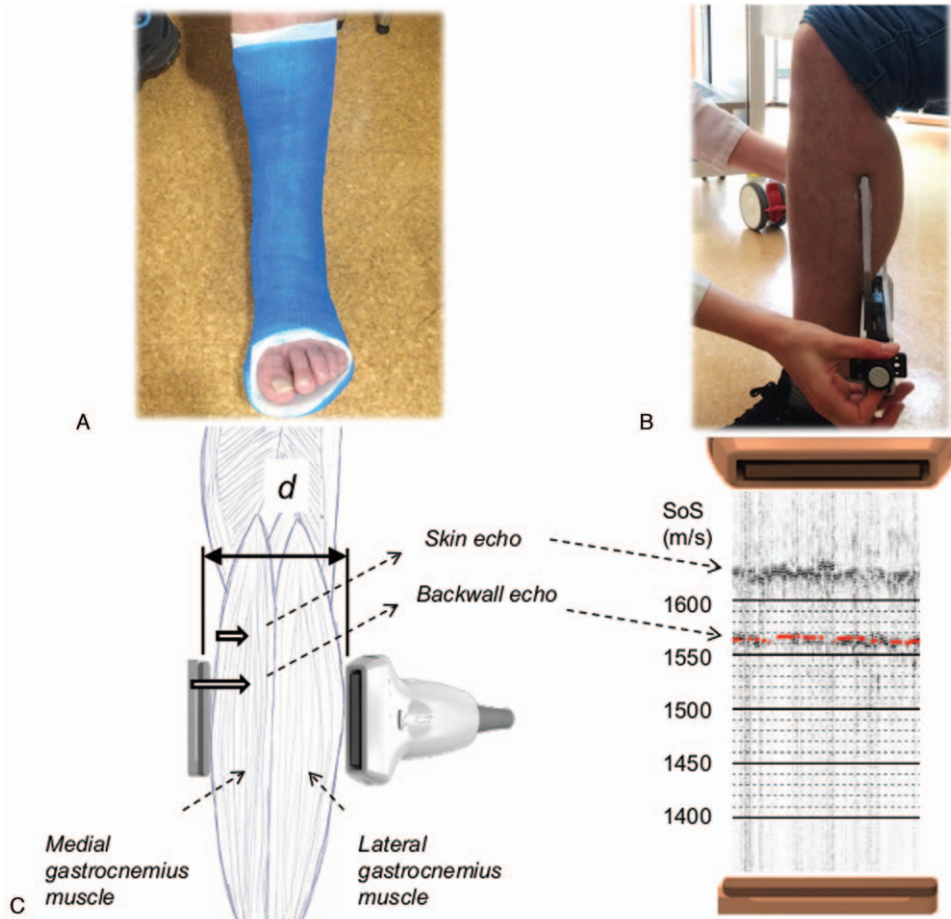 A
B
d
Skin echo
Backwall echo
SoS
(m/s)
1600
1550
1500
1450
1400
Medial
gastrocnemius
muscle
Lateral
gastrocnemius
muscle
C